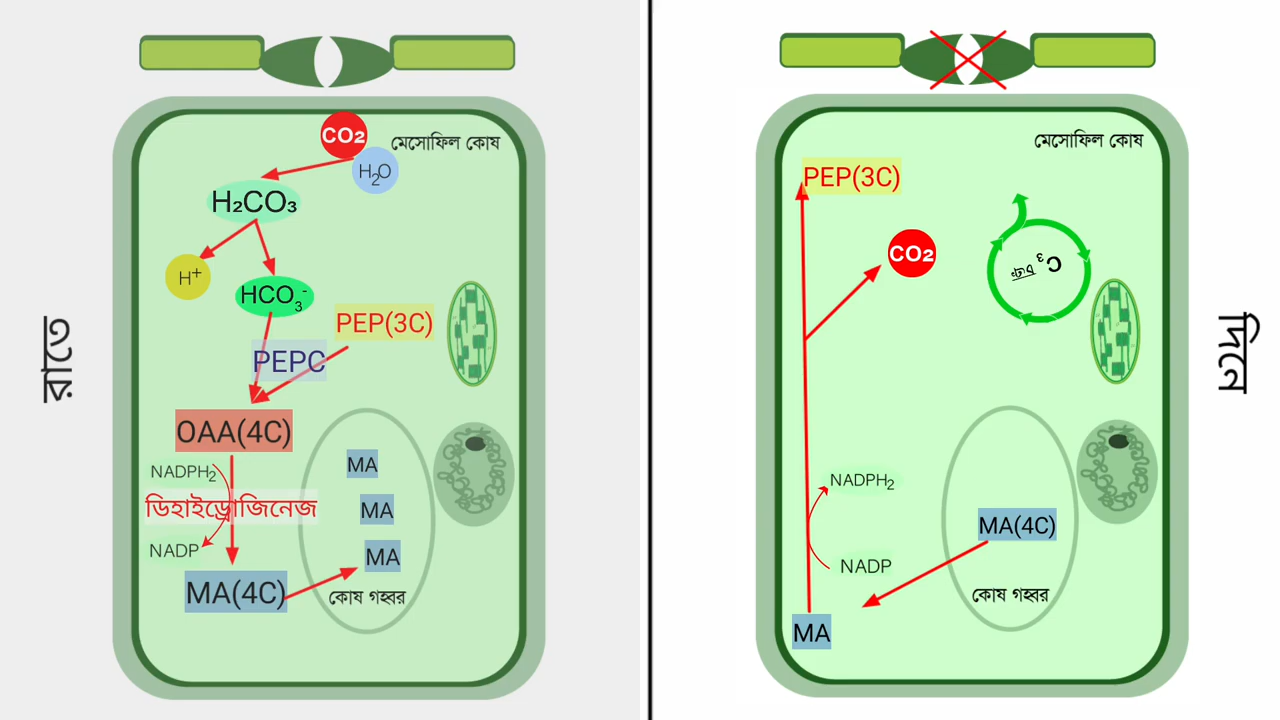 রাতে
CO₂
মেসোফিল কোষ
H₂O
H₂CO₃
H⁺
HCO₃⁻
PEP(3C)
PEPC
OAA(4C)
NADPH₂
ডিহাইড্রোজিনেজ
NADP
MA(4C)
MA
MA
MA
কোষ গহ্বর
মেসোফিল কোষ
PEP(3C)
CO₂
C₃ চক্র
NADPH₂
NADP
MA(4C)
কোষ গহ্বর
MA
দিনে